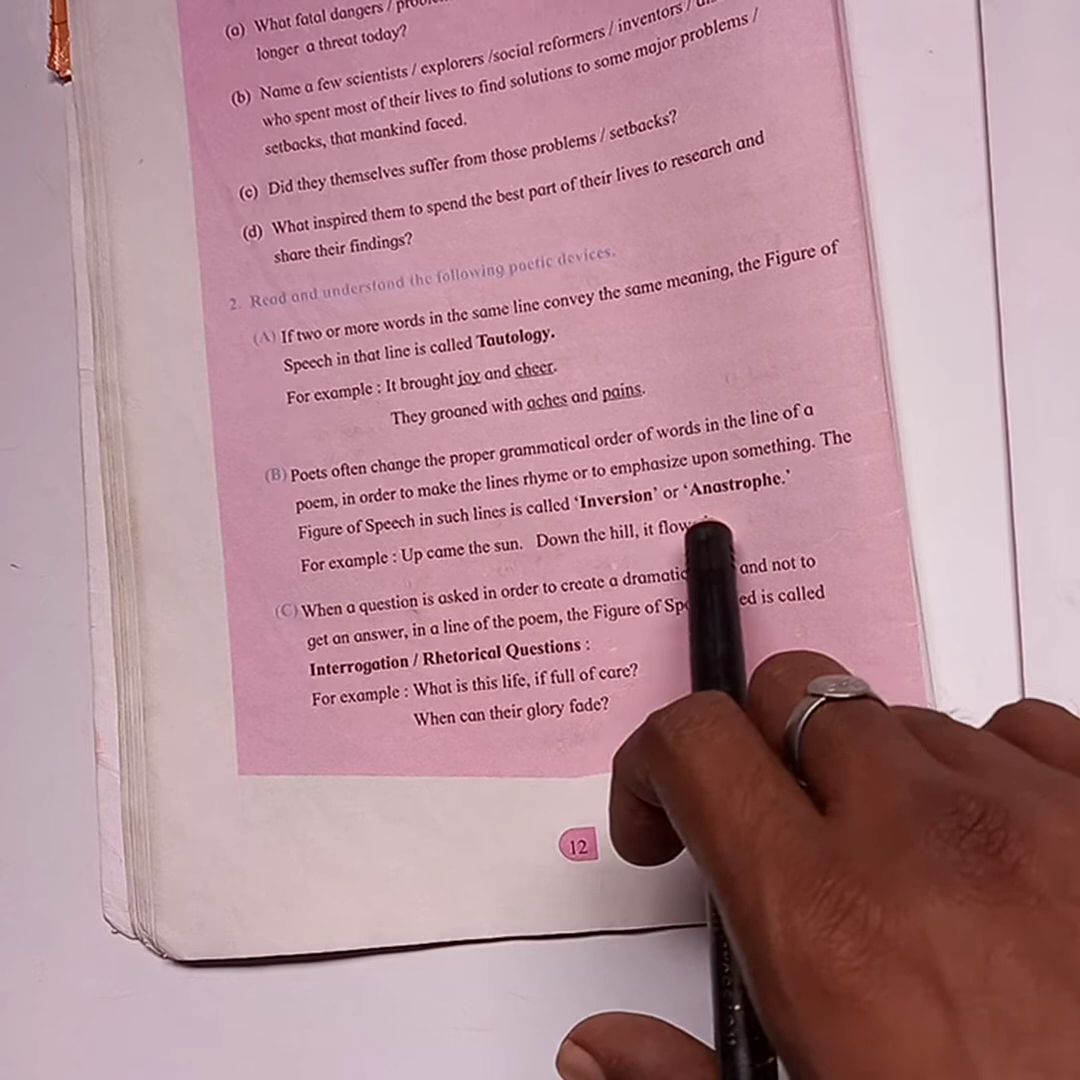 (a) What fatal dangers /
longer a threat today?
(b) Name a few scientists / explorers /social reformers / inventors /
who spent most of their lives to find solutions to some major problems /
setbacks, that mankind faced.
(c) Did they themselves suffer from those problems / setbacks?
(d) What inspired them to spend the best part of their lives to research and
share their findings?
2. Read and understand the following poetic devices.
(A) If two or more words in the same line convey the same meaning, the Figure of
Speech in that line is called Tautology.
For example : It brought joy and cheer.
They groaned with aches and pains.
(B) Poets often change the proper grammatical order of words in the line of a
poem, in order to make the lines rhyme or to emphasize upon something. The
Figure of Speech in such lines is called ‘Inversion’ or ‘Anastrophe.’
For example : Up came the sun. Down the hill, it
(C) When a question is asked in order to create a dramatic and not to
get an answer, in a line of the poem, the Figure of is called
Interrogation / Rhetorical Questions :
For example : What is this life, if full of care?
When can their glory fade?
12